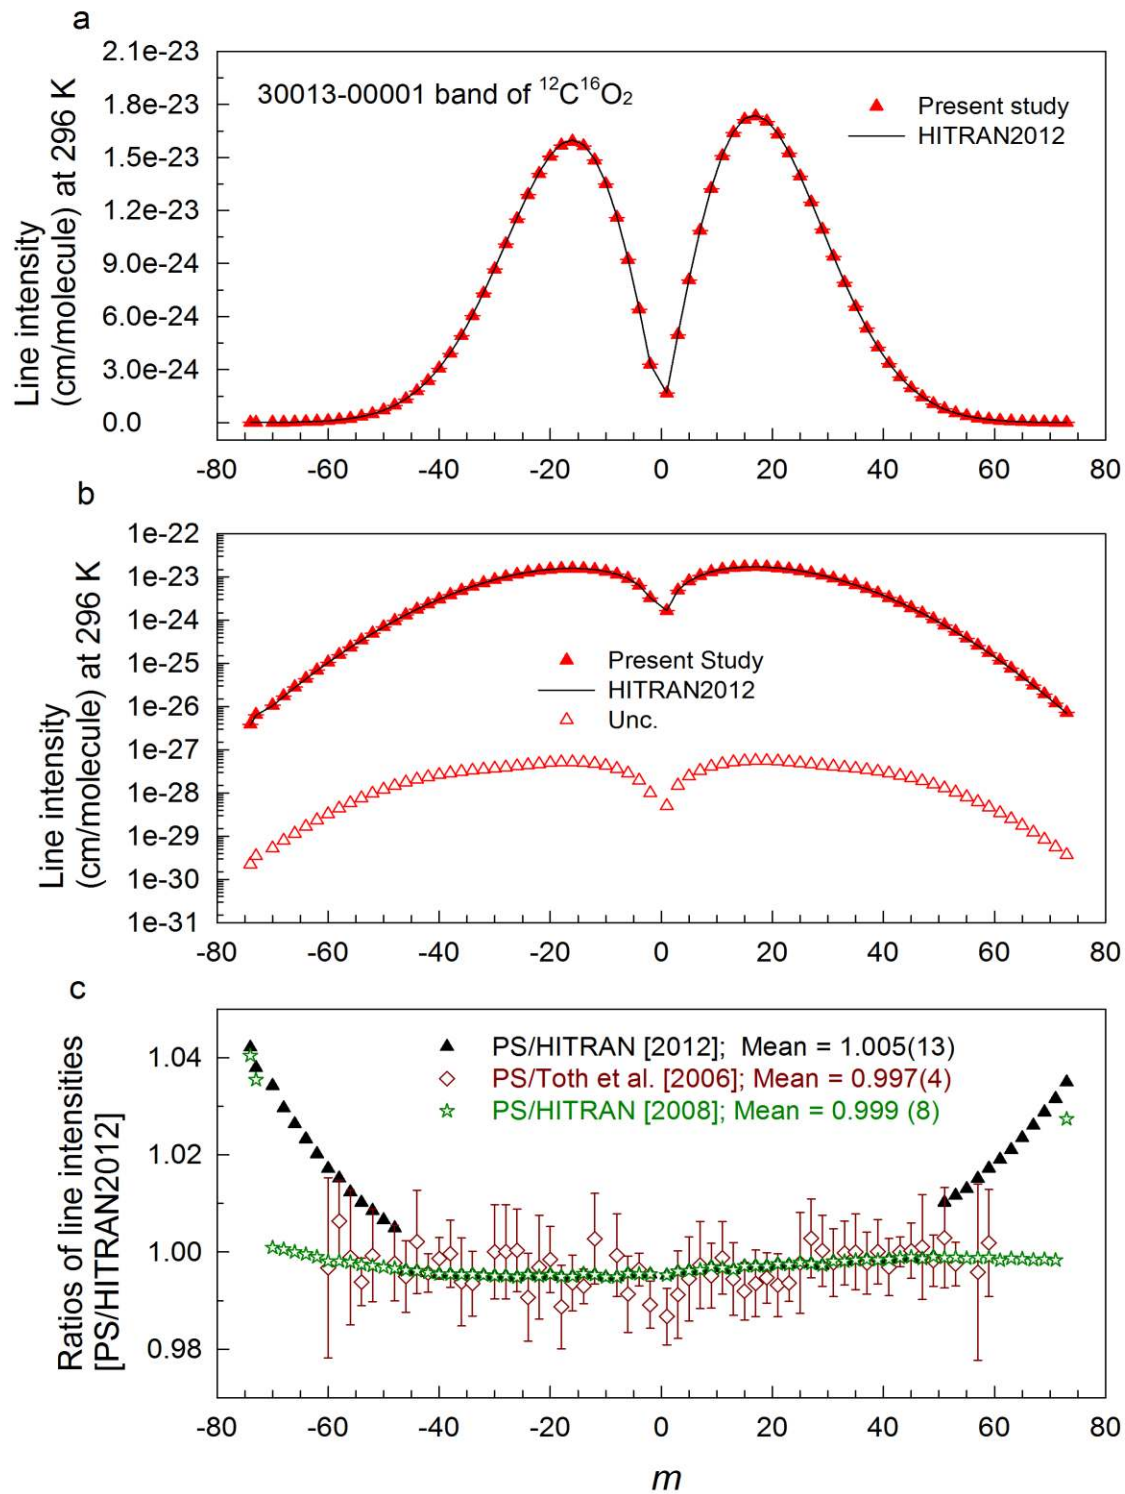 a
2.1e-23
1.8e-23
1.5e-23
1.2e-23
9.0e-24
6.0e-24
3.0e-24
0.0
Line intensity
(cm/molecule) at 296 K
30013-00001 band of ¹²C¹⁶O₂
Present study
HITRAN2012
-80 -60 -40 -20 0 20 40 60 80
b
1e-22
1e-23
1e-24
1e-25
1e-26
1e-27
1e-28
1e-29
1e-30
1e-31
Line intensity
(cm/molecule) at 296 K
Present Study
HITRAN2012
Unc.
-80 -60 -40 -20 0 20 40 60 80
c
1.04
1.02
1.00
0.98
Ratios of line intensities
[PS/HITRAN2012]
PS/HITRAN [2012]; Mean = 1.005(13)
PS/Toth et al. [2006]; Mean = 0.997(4)
PS/HITRAN [2008]; Mean = 0.999 (8)
-80 -60 -40 -20 0 20 40 60 80
m